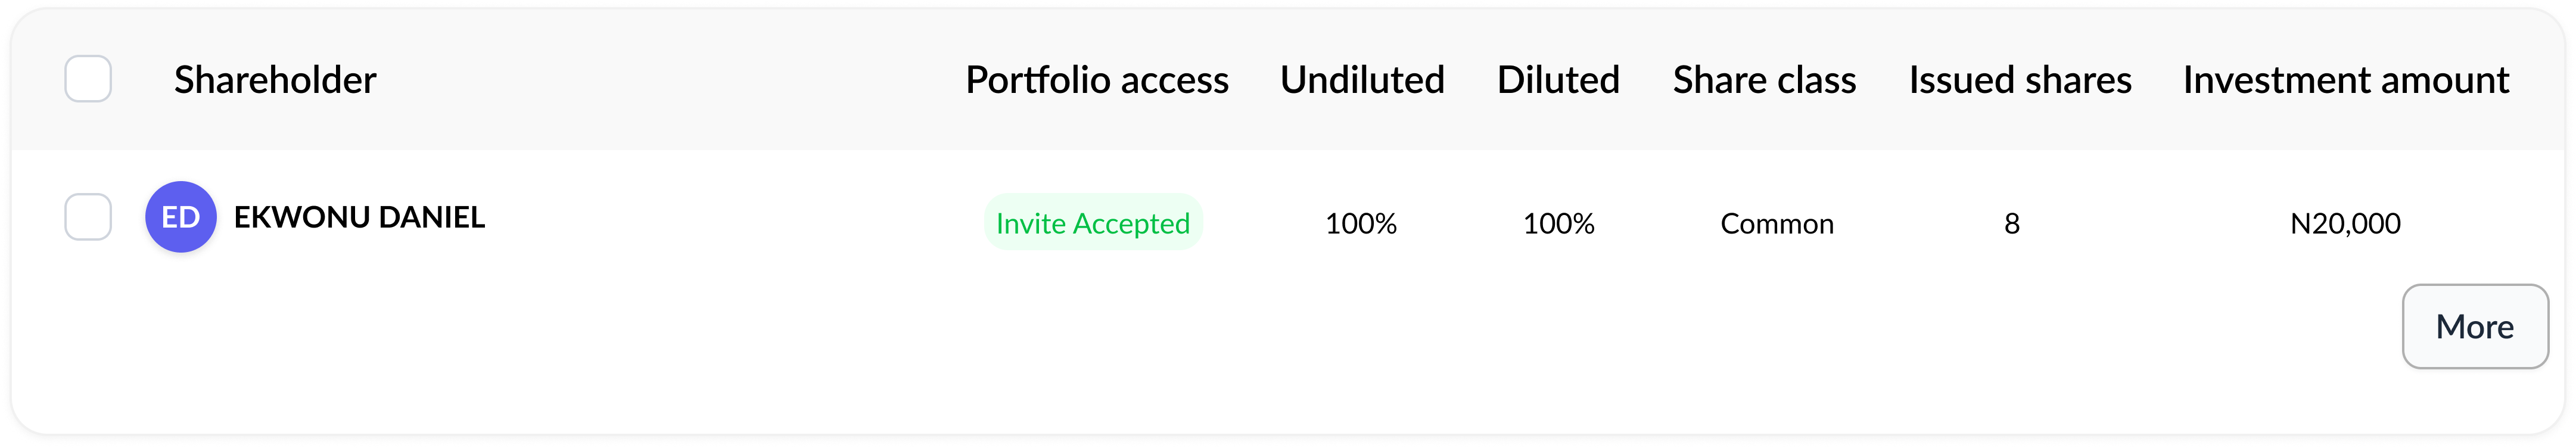 Shareholder Portfolio access Undiluted Diluted Share class Issued shares Investment amount
ED EKWONU DANIEL Invite Accepted 100% 100% Common 8 N20,000
More